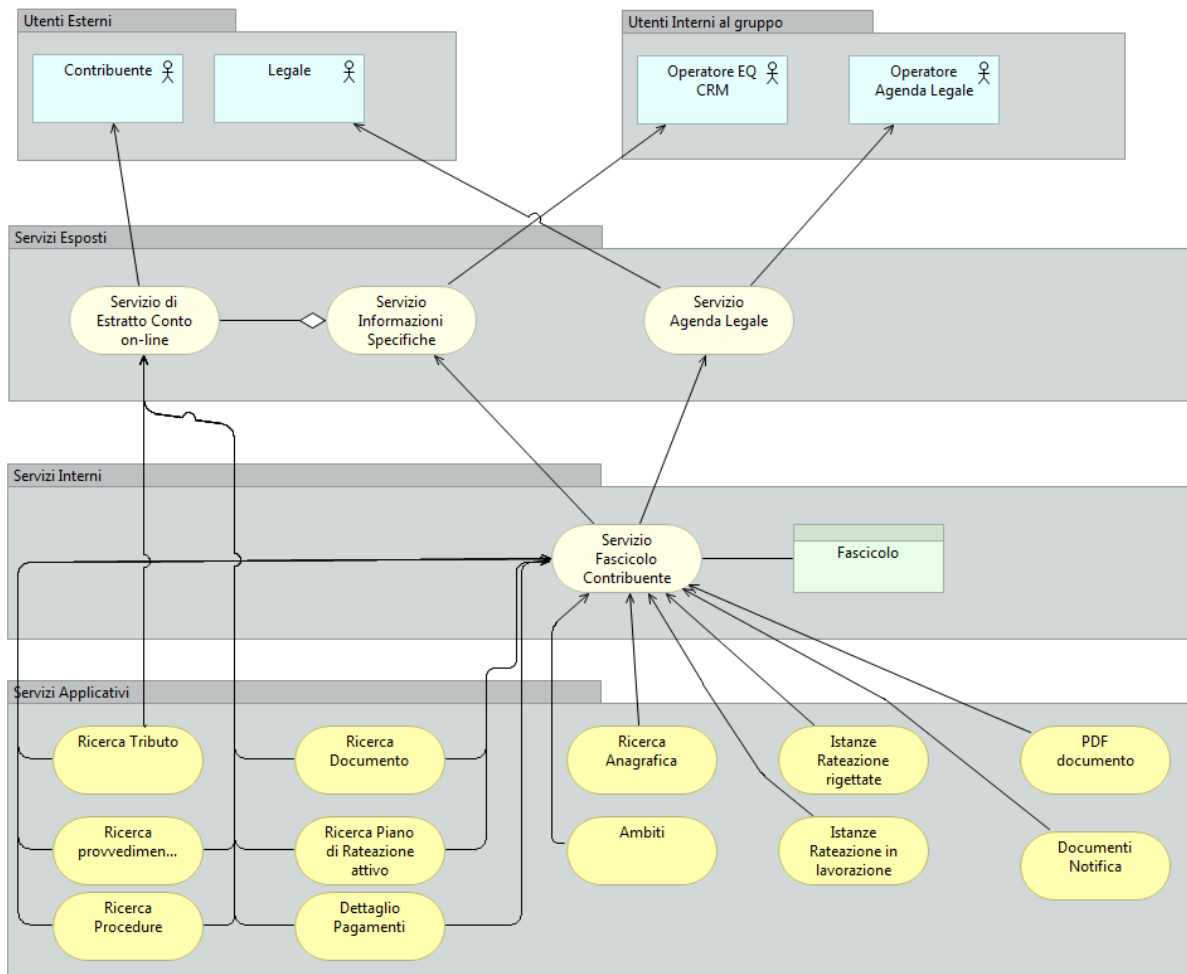 Utenti Esterni
Utenti Interni al gruppo
Contribuente
Legale
Operatore EQ
CRM
Operatore
Agenda Legale
Servizi Esposti
Servizio di
Estratto Conto
on-line
Servizio
Informazioni
Specifiche
Servizio
Agenda Legale
Servizi Interni
Servizio
Fascicolo
Contribuente
Fascicolo
Servizi Applicativi
Ricerca Tributo
Ricerca
Documento
Ricerca
Anagrafica
Istanze
Rateazione
rigettate
PDF
documento
Ricerca
provvedimen...
Ricerca Piano
di Rateazione
attivo
Ambiti
Istanze
Rateazione in
lavorazione
Documenti
Notifica
Ricerca
Procedure
Dettaglio
Pagamenti